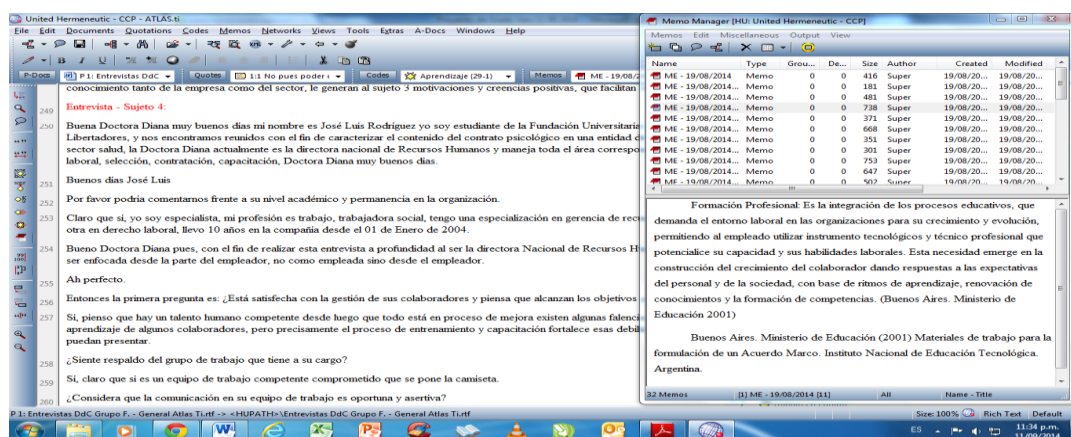 United Hermeneutic - CCP - ATLAS.ti
File Edit Documents Quotations Codes Memos Networks Views Tools Extras A-Docs Windows Help
B I U
P-Docs P 1: Entrevistas DdC Quotes 1:1 No pues poder Codes Aprendizaje {29-1} Memos ME - 19/08/20
conocimiento tanto de la empresa como del sector, le generan al sujeto 3 motivaciones y creencias positivas, que facilitan
249 Entrevista - Sujeto 4:
250 Buena Doctora Diana muy buenos días mi nombre es José Luis Rodríguez yo soy estudiante de la Fundación Universitaria
Libertadores, y nos encontramos reunidos con el fin de caracterizar el contenido del contrato psicológico en una entidad d
sector salud, la Doctora Diana actualmente es la directora nacional de Recursos Humanos y maneja toda el área correspo
laboral, selección, contratación, capacitación, Doctora Diana muy buenos días.
251 Buenos días José Luis
252 Por favor podría comentarnos frente a su nivel académico y permanencia en la organización.
253 Claro que si, yo soy especialista, mi profesión es trabajo, trabajadora social, tengo una especialización en gerencia de recu
otra en derecho laboral, llevo 10 años en la compañía desde el 01 de Enero de 2004.
254 Bueno Doctora Diana pues, con el fin de realizar esta entrevista a profundidad al ser la directora Nacional de Recursos H
ser enfocada desde la parte del empleador, no como empleada sino desde el empleador.
255 Ah perfecto.
256 Entonces la primera pregunta es: ¿Está satisfecha con la gestión de sus colaboradores y piensa que alcanzan los objetivos
257 Si, pienso que hay un talento humano competente desde luego que todo está en proceso de mejora existen algunas falenci
aprendizaje de algunos colaboradores, pero precisamente el proceso de entrenamiento y capacitación fortalece esas debil
puedan presentar.
258 ¿Siente respaldo del grupo de trabajo que tiene a su cargo?
259 Sí, claro que si es un equipo de trabajo competente comprometido que se pone la camiseta.
260 ¿Considera que la comunicación en su equipo de trabajo es oportuna y asertiva?
P 1: Entrevistas DdC Grupo F. - General Atlas Ti.rtf -> <HUPATH>\Entrevistas DdC Grupo F. - General Atlas Ti.rtf
Memo Manager [HU: United Hermeneutic - CCP]
Memos Edit Miscellaneous Output View
Name Type Grou... De... Size Author Created Modified
ME - 19/08/2014 Memo 0 0 416 Super 19/08/20... 19/08/20...
ME - 19/08/2014... Memo 0 0 181 Super 19/08/20... 19/08/20...
ME - 19/08/2014... Memo 0 0 481 Super 19/08/20... 19/08/20...
ME - 19/08/2014... Memo 0 0 738 Super 19/08/20... 19/08/20...
ME - 19/08/2014... Memo 0 0 371 Super 19/08/20... 19/08/20...
ME - 19/08/2014... Memo 0 0 668 Super 19/08/20... 19/08/20...
ME - 19/08/2014... Memo 0 0 351 Super 19/08/20... 19/08/20...
ME - 19/08/2014... Memo 0 0 301 Super 19/08/20... 19/08/20...
ME - 19/08/2014... Memo 0 0 753 Super 19/08/20... 19/08/20...
ME - 19/08/2014... Memo 0 0 647 Super 19/08/20... 19/08/20...
ME - 19/08/2014... Memo 0 0 502 Super 19/08/20... 19/08/20...
Formación Profesional: Es la integración de los procesos educativos, que
demanda el entorno laboral en las organizaciones para su crecimiento y evolución,
permitiendo al empleado utilizar instrumento tecnológicos y técnico profesional que
potencialice su capacidad y sus habilidades laborales. Esta necesidad emerge en la
construcción del crecimiento del colaborador dando respuestas a las expectativas
del personal y de la sociedad, con base de ritmos de aprendizaje, renovación de
conocimientos y la formación de competencias. (Buenos Aires. Ministerio de
Educación 2001)
Buenos Aires. Ministerio de Educación (2001) Materiales de trabajo para la
formulación de un Acuerdo Marco. Instituto Nacional de Educación Tecnológica.
Argentina.
32 Memos {1} ME - 19/08/2014 {11} All Name - Title
Size: 100% Rich Text Default
ES 11:34 p.m.
11/09/2014